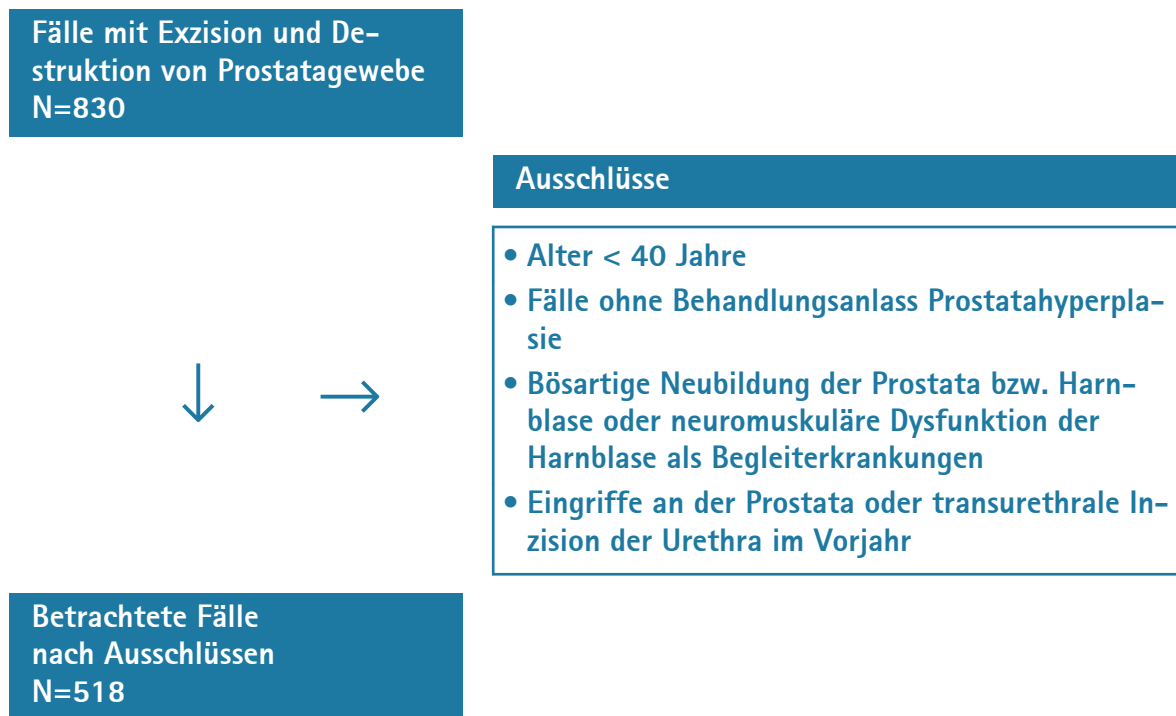 Fälle mit Exzision und De-
struktion von Prostatagewebe
N=830
Ausschlüsse
• Alter < 40 Jahre
• Fälle ohne Behandlungsanlass Prostatahyperpla-
sie
• Bösartige Neubildung der Prostata bzw. Harn-
blase oder neuromuskuläre Dysfunktion der
Harnblase als Begleiterkrankungen
• Eingriffe an der Prostata oder transurethrale In-
zision der Urethra im Vorjahr
Betrachtete Fälle
nach Ausschlüssen
N=518